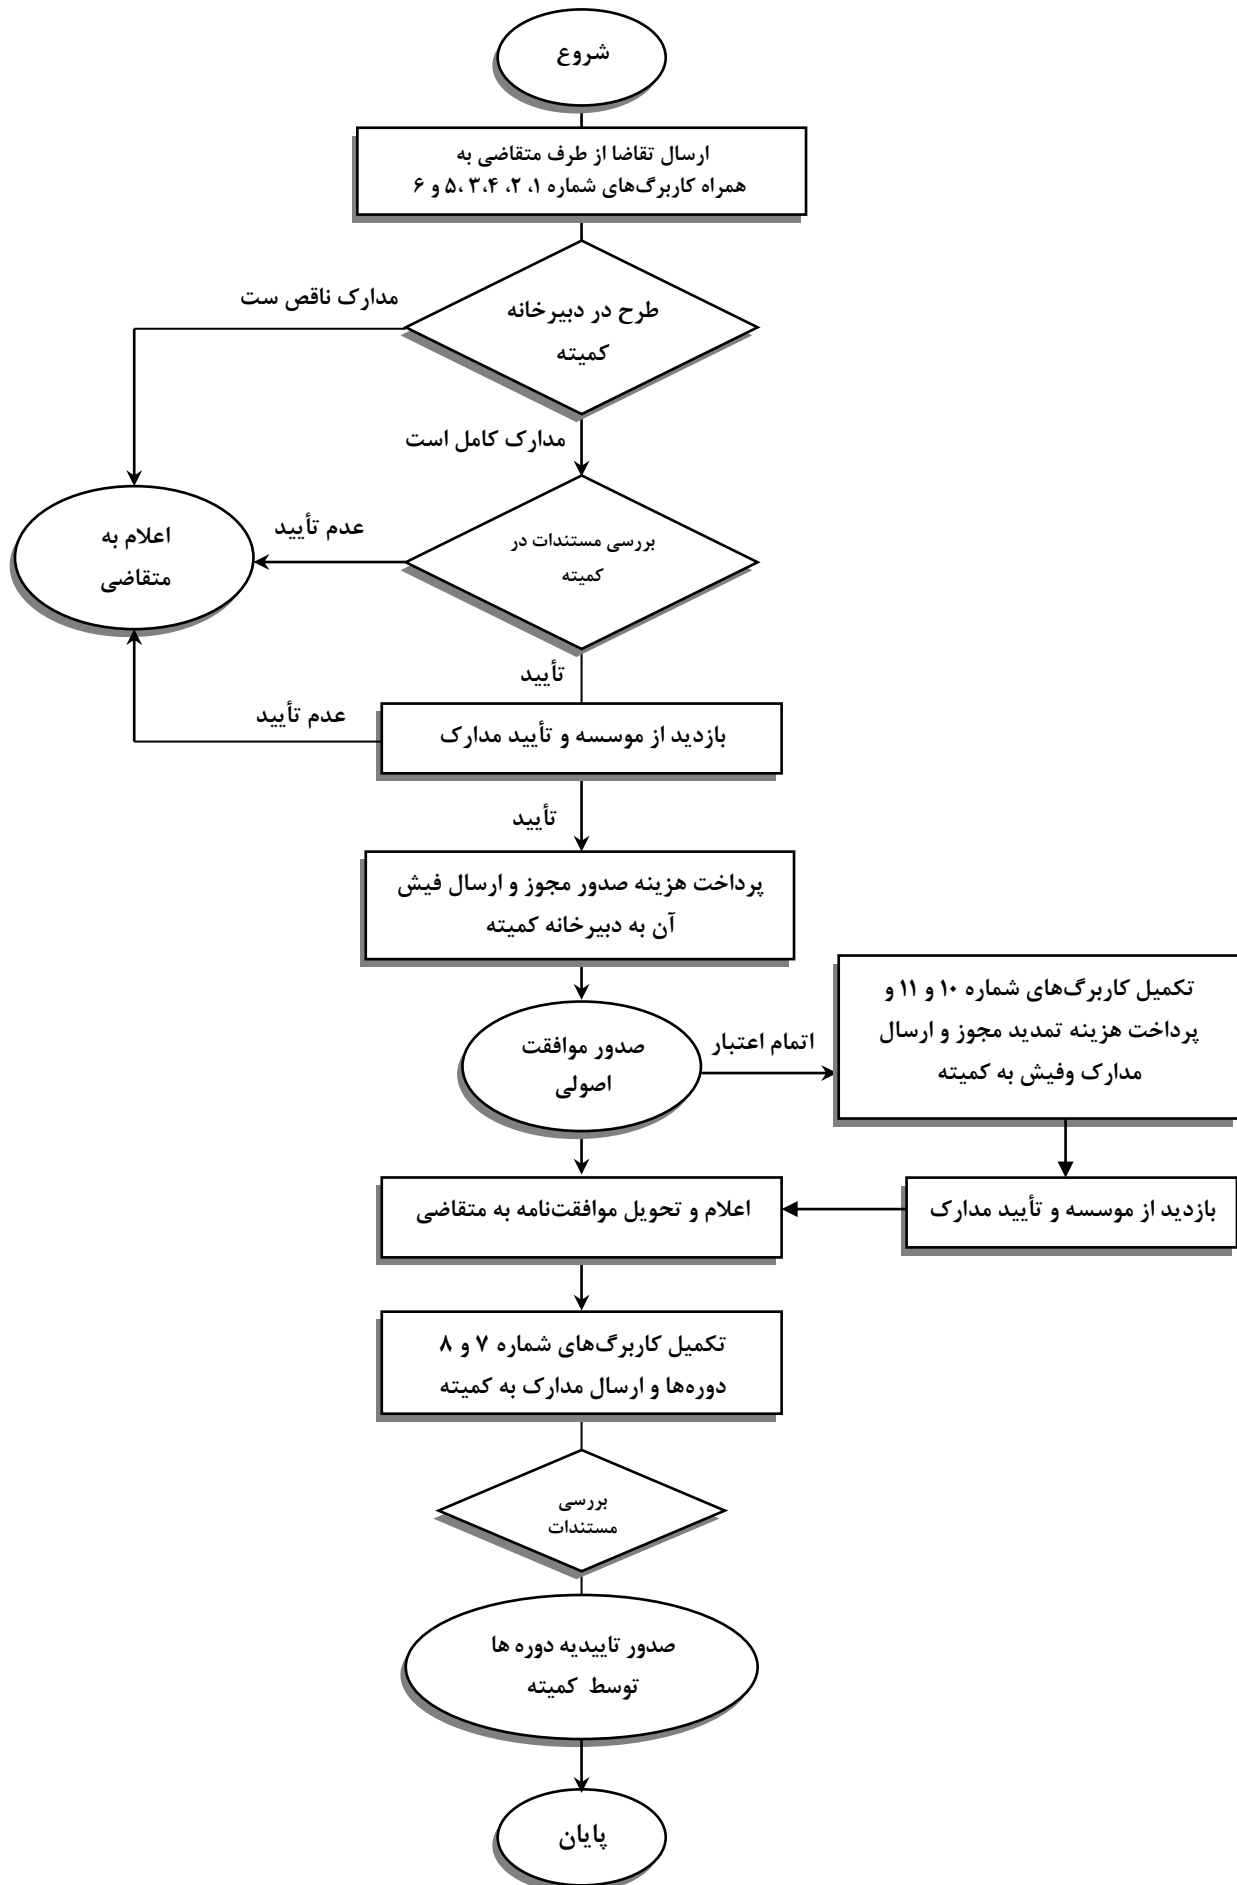 شروع
ارسال تقاضا از طرف متقاضی به
همراه کاربرگ‌های شماره ۱، ۲، ۳،۴ ،۵ و ۶
طرح در دبیرخانه
کمیته
مدارک ناقص ست
مدارک کامل است
بررسی مستندات در
کمیته
عدم تأیید
اعلام به
متقاضی
تأیید
بازدید از موسسه و تأیید مدارک
عدم تأیید
تأیید
پرداخت هزینه صدور مجوز و ارسال فیش
آن به دبیرخانه کمیته
صدور موافقت
اصولی
اتمام اعتبار
تکمیل کاربرگ‌های شماره ۱۰ و ۱۱ و
پرداخت هزینه تمدید مجوز و ارسال
مدارک وفیش به کمیته
بازدید از موسسه و تأیید مدارک
اعلام و تحویل موافقت‌نامه به متقاضی
تکمیل کاربرگ‌های شماره ۷ و ۸
دوره‌ها و ارسال مدارک به کمیته
بررسی
مستندات
صدور تاییدیه دوره ها
توسط کمیته
پایان